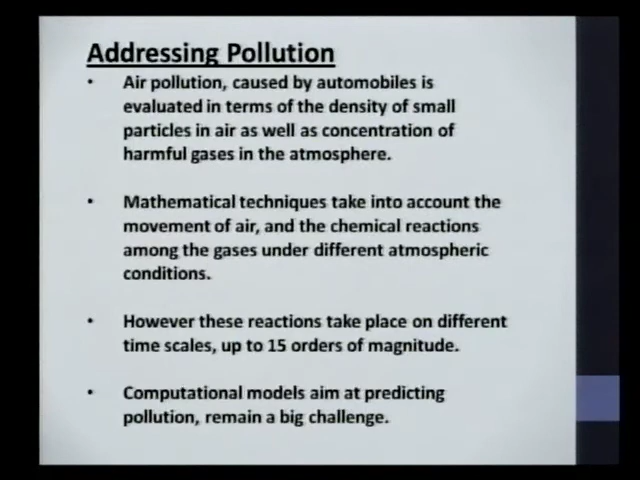 Addressing Pollution
• Air pollution, caused by automobiles is
evaluated in terms of the density of small
particles in air as well as concentration of
harmful gases in the atmosphere.
• Mathematical techniques take into account the
movement of air, and the chemical reactions
among the gases under different atmospheric
conditions.
• However these reactions take place on different
time scales, up to 15 orders of magnitude.
• Computational models aim at predicting
pollution, remain a big challenge.